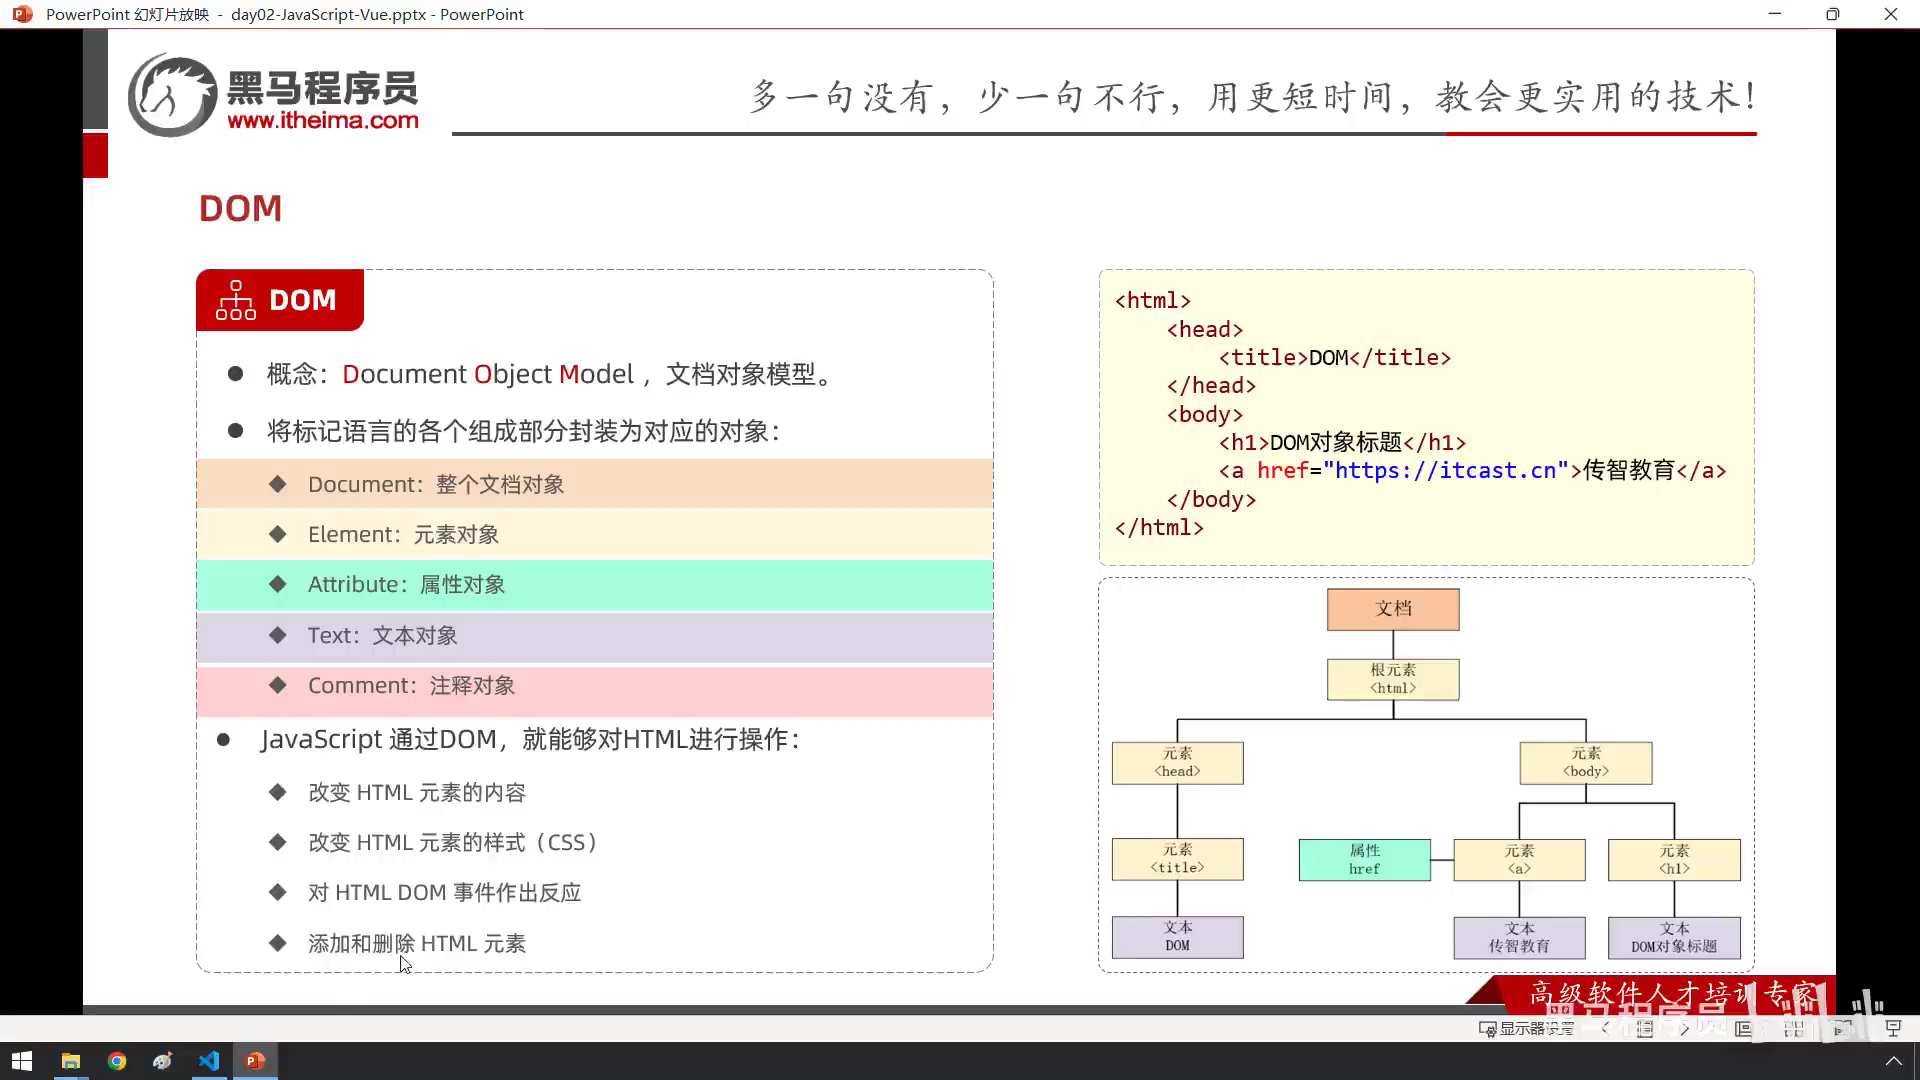 PowerPoint 幻灯片放映 - day02-JavaScript-Vue.pptx - PowerPoint
黑马程序员
www.itheima.com
多一句没有，少一句不行，用更短时间，教会更实用的技术！
DOM
DOM
概念：Document Object Model ，文档对象模型。
将标记语言的各个组成部分封装为对应的对象：
Document：整个文档对象
Element：元素对象
Attribute：属性对象
Text：文本对象
Comment：注释对象
JavaScript 通过DOM，就能够对HTML进行操作：
改变 HTML 元素的内容
改变 HTML 元素的样式（CSS）
对 HTML DOM 事件作出反应
添加和删除 HTML 元素
<html>
<head>
<title>DOM</title>
</head>
<body>
<h1>DOM对象标题</h1>
<a href="https://itcast.cn">传智教育</a>
</body>
</html>
文档
根元素
<html>
元素
<head>
元素
<body>
元素
<title>
属性
href
元素
<a>
元素
<h1>
文本
DOM
文本
传智教育
文本
DOM对象标题
高级软件人才培训专家
黑马程序员
显示器设置